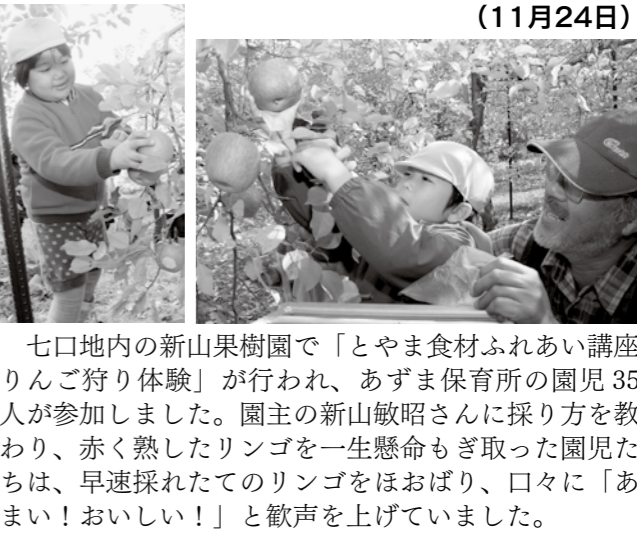 （11月24日）
七口地内の新山果樹園で「とやま食材ふれあい講座
りんご狩り体験」が行われ、あずま保育所の園児 35
人が参加しました。園主の新山敏昭さんに採り方を教
わり、赤く熟したリンゴを一生懸命もぎ取った園児た
ちは、早速採れたてのリンゴをほおばり、口々に「あ
まい！おいしい！」と歓声を上げていました。